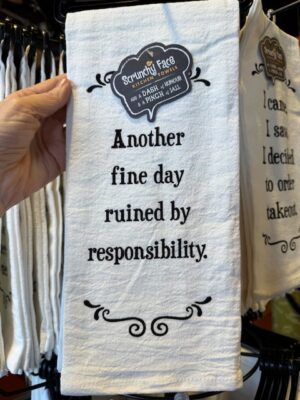 Scrunchy Face
KITCHEN TOWELS
ADD A DASH of HUMOUR
& A PINCH of SALT
Another
fine day
ruined by
responsibility.
I came
I saw
I decided
to order
takeout.